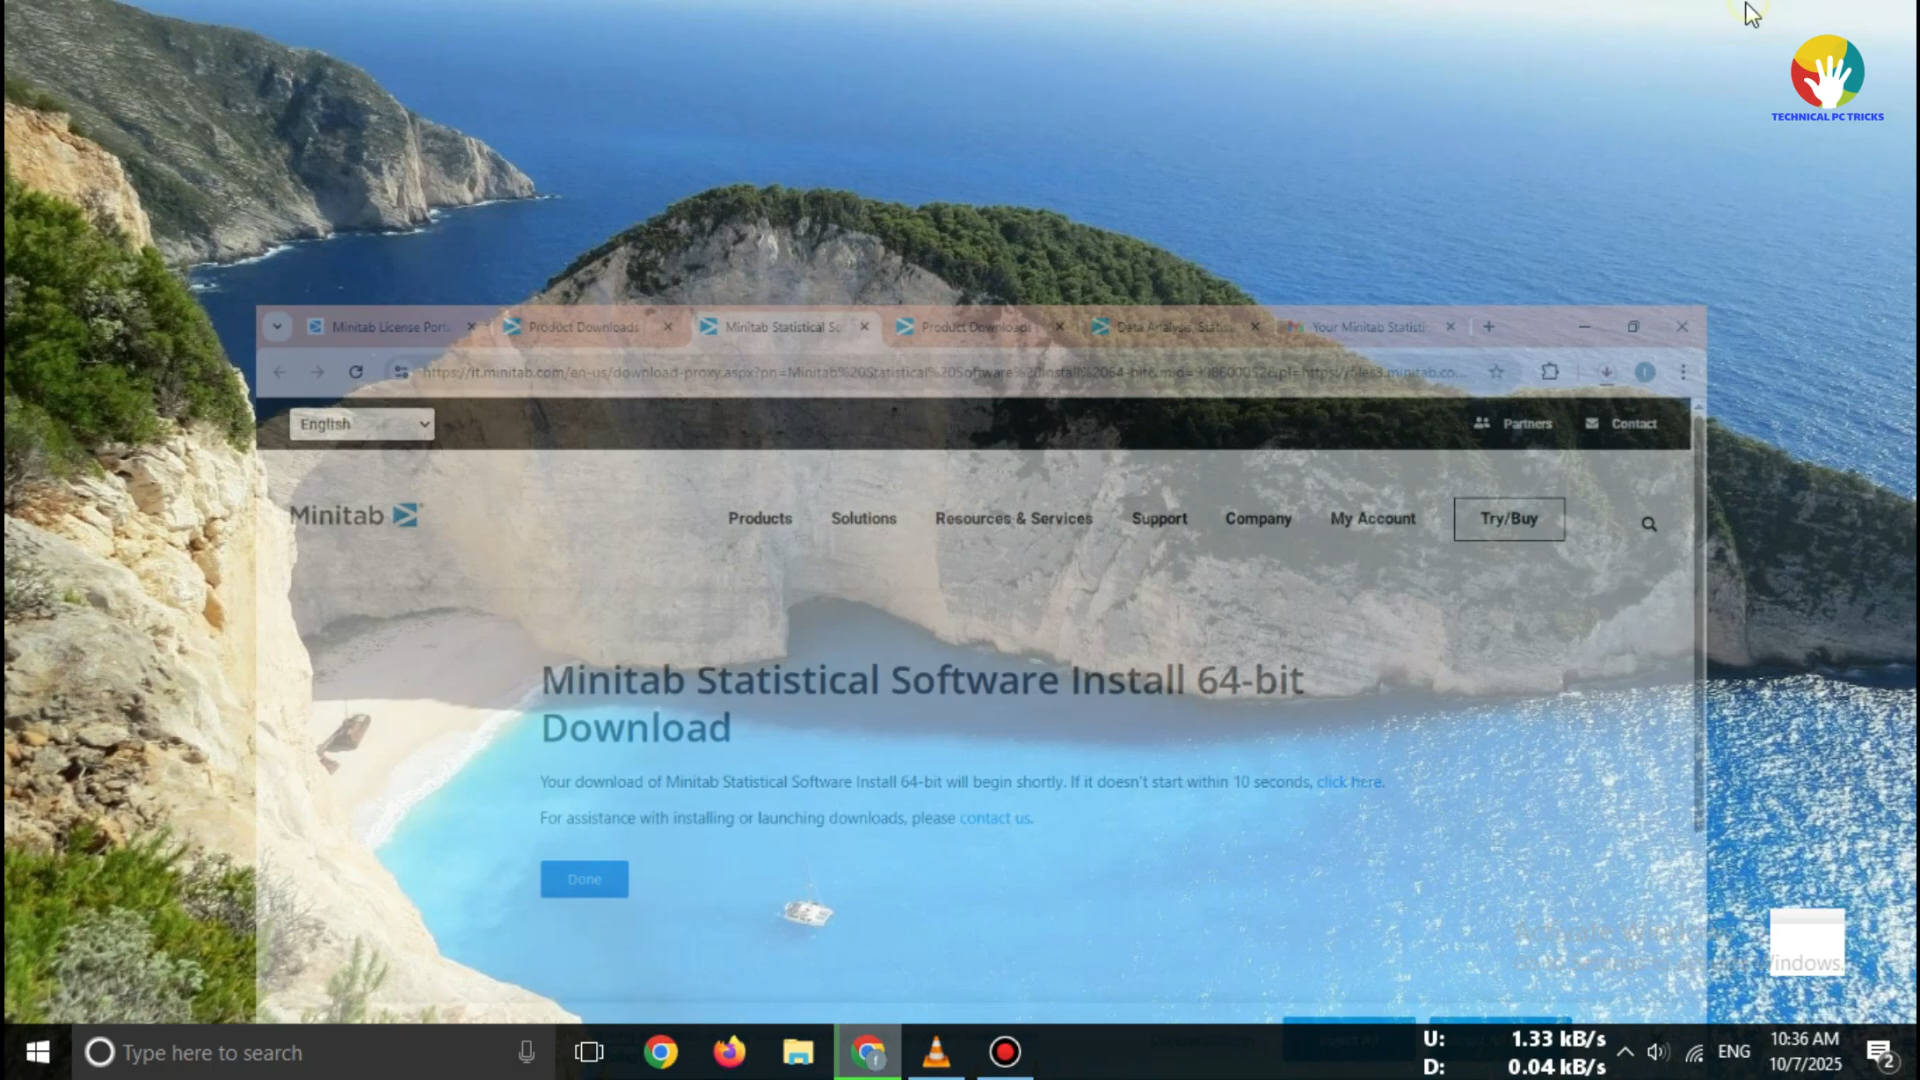 TECHNICAL PC TRICKS
Minitab License Port
Product Downloads
Minitab Statistical So
Product Downloads
Data Analysis, Statis
Your Minitab Statisti
English
Partners
Contact
Minitab
Products
Solutions
Resources & Services
Support
Company
My Account
Try/Buy
Minitab Statistical Software Install 64-bit
Download
Your download of Minitab Statistical Software Install 64-bit will begin shortly. If it doesn't start within 10 seconds, click here.
For assistance with installing or launching downloads, please contact us.
Done
Windows.
Type here to search
U: 1.33 kB/s
D: 0.04 kB/s
ENG
10:36 AM
10/7/2025
2